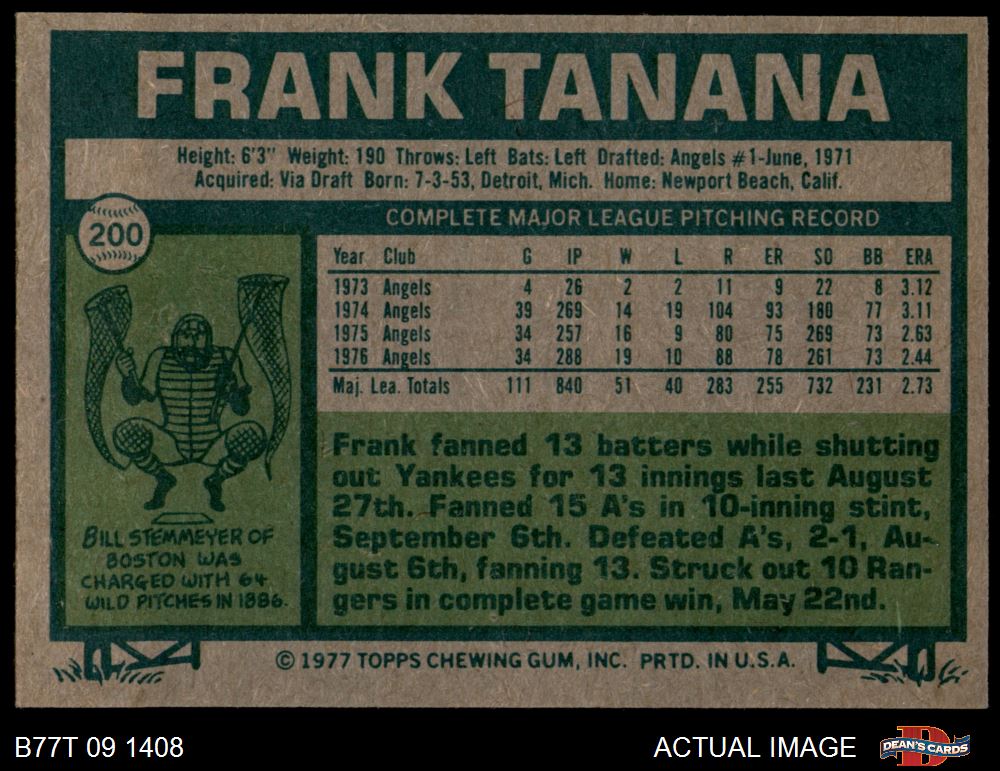 FRANK TANANA
Height: 6'3" Weight: 190 Throws: Left Bats: Left Drafted: Angels #1-June, 1971
Acquired: Via Draft Born: 7-3-53, Detroit, Mich. Home: Newport Beach, Calif.
200
COMPLETE MAJOR LEAGUE PITCHING RECORD
Year Club G IP W L R ER SO BB ERA
1973 Angels 4 26 2 2 11 9 22 8 3.12
1974 Angels 39 269 14 19 104 93 180 77 3.11
1975 Angels 34 257 16 9 80 75 269 73 2.63
1976 Angels 34 288 19 10 88 78 261 73 2.44
Maj. Lea. Totals 111 840 51 40 283 255 732 231 2.73
BILL STEMMEYER OF
BOSTON WAS
CHARGED WITH 64
WILD PITCHES IN 1886.
Frank fanned 13 batters while shutting
out Yankees for 13 innings last August
27th. Fanned 15 A's in 10-inning stint,
September 6th. Defeated A's, 2-1, Au-
gust 6th, fanning 13. Struck out 10 Ran-
gers in complete game win, May 22nd.
© 1977 TOPPS CHEWING GUM, INC. PRTD. IN U.S.A.
B77T 09 1408
ACTUAL IMAGE
DEAN'S CARDS